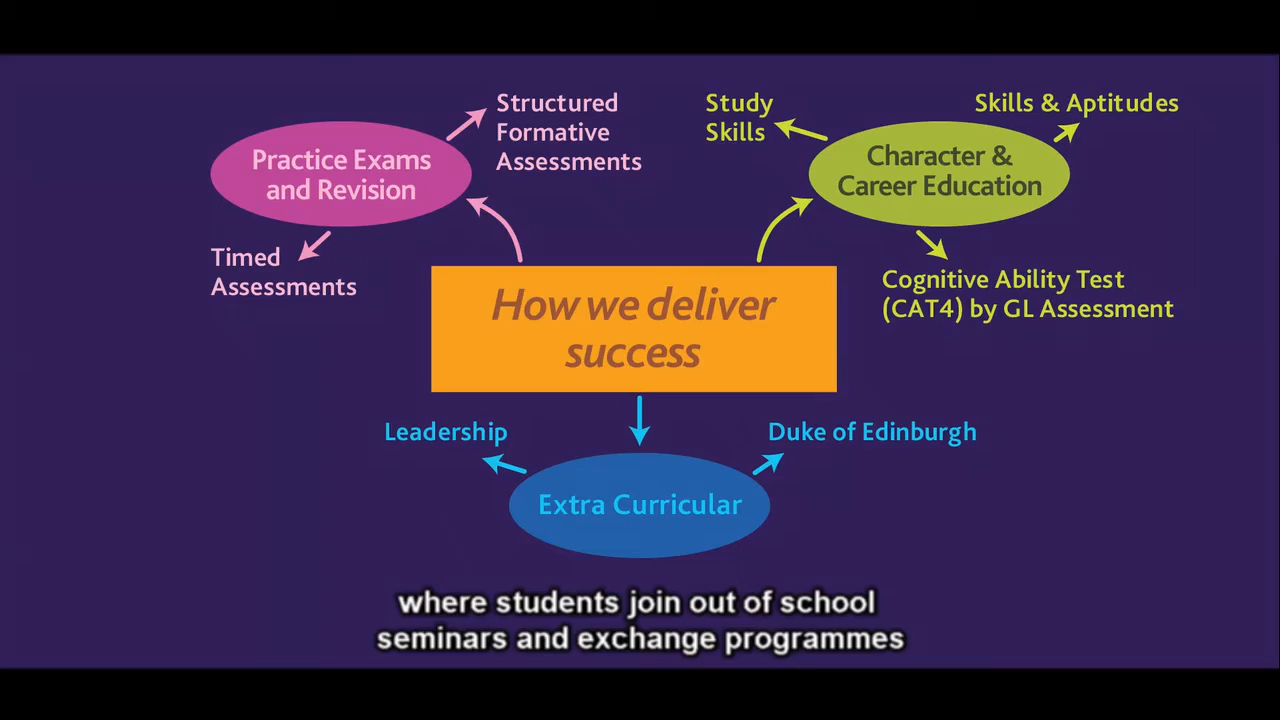 Structured
Formative
Assessments
Practice Exams
and Revision
Timed
Assessments
Study
Skills
Skills & Aptitudes
Character &
Career Education
Cognitive Ability Test
(CAT4) by GL Assessment
How we deliver
success
Leadership
Duke of Edinburgh
Extra Curricular
where students join out of school
seminars and exchange programmes